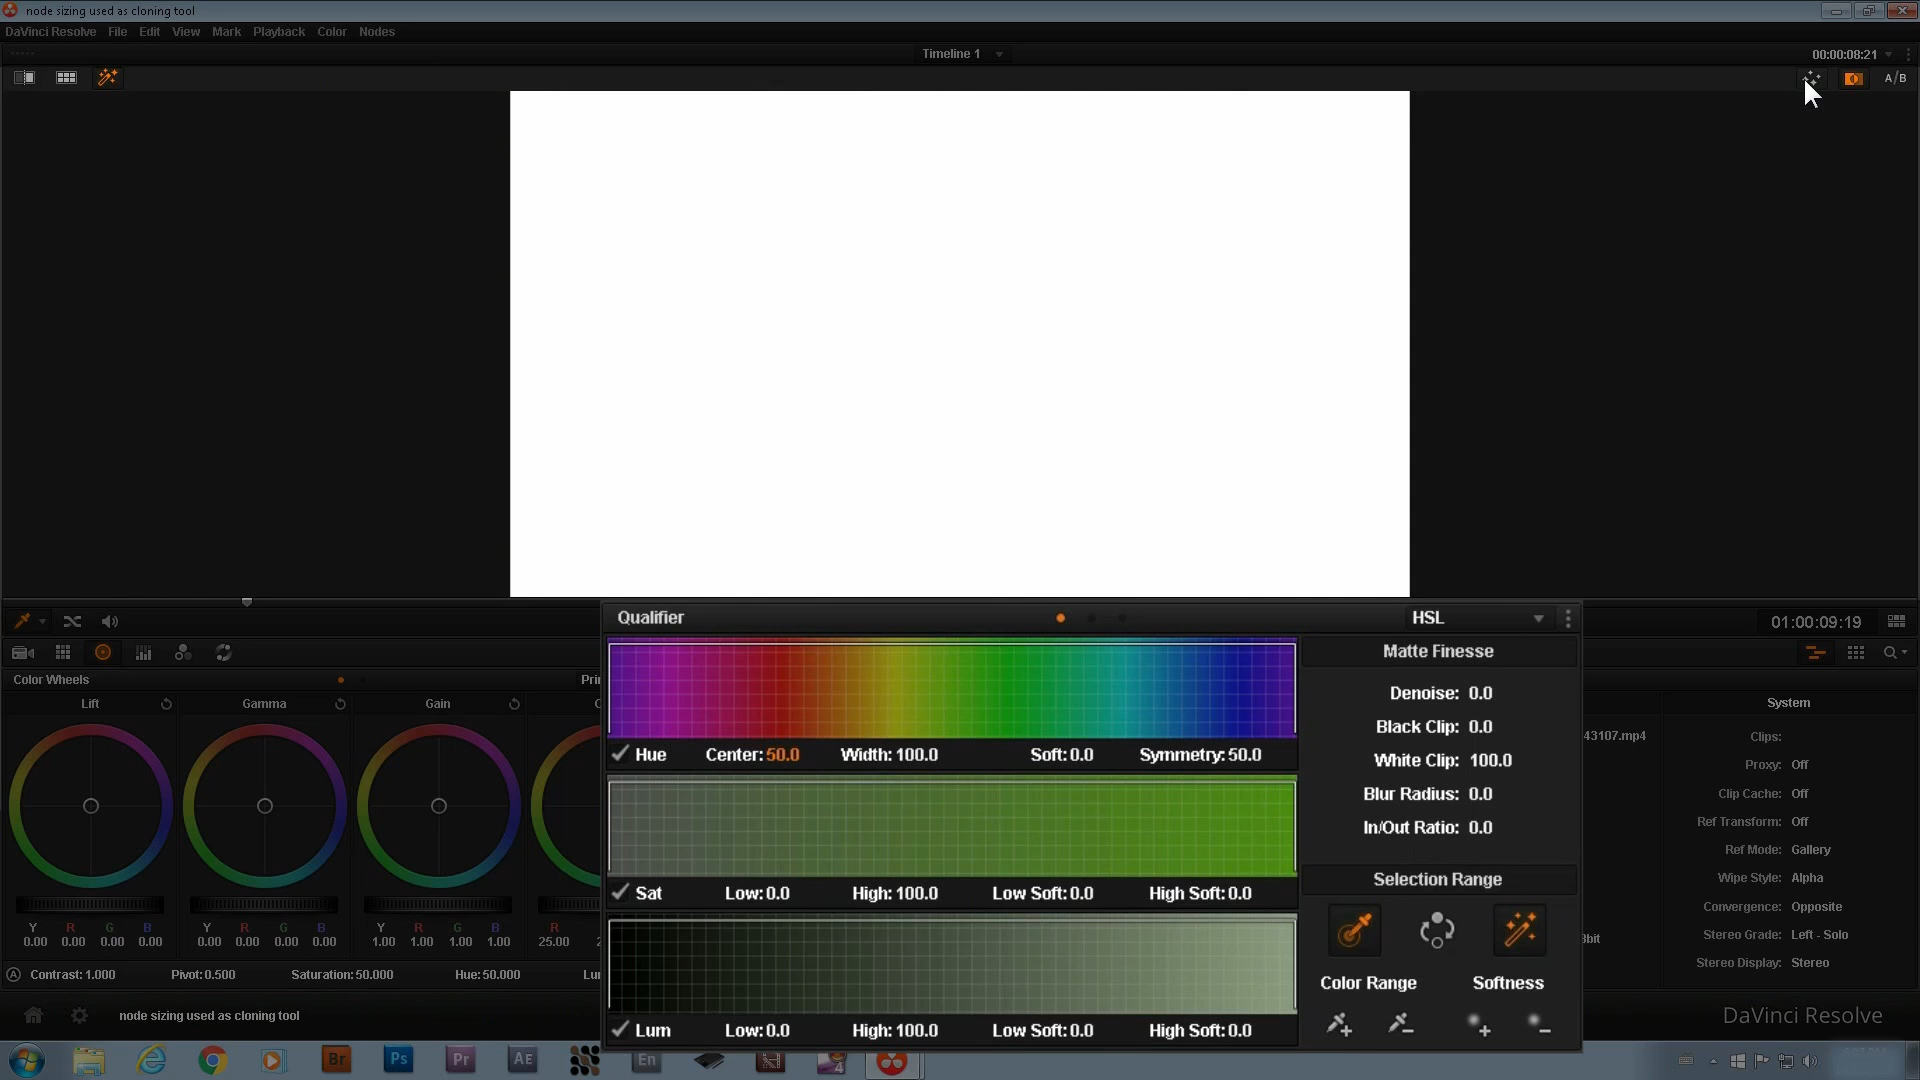 node sizing used as cloning tool
DaVinci Resolve File Edit View Mark Playback Color Nodes
Timeline 1 00:00:08:21
A/B
01:00:09:19
Qualifier HSL
Color Wheels
Lift Gamma Gain
Matte Finesse
Denoise: 0.0
Black Clip: 0.0
White Clip: 100.0
Blur Radius: 0.0
In/Out Ratio: 0.0
Hue Center: 50.0 Width: 100.0 Soft: 0.0 Symmetry: 50.0
Sat Low: 0.0 High: 100.0 Low Soft: 0.0 High Soft: 0.0
Lum Low: 0.0 High: 100.0 Low Soft: 0.0 High Soft: 0.0
Selection Range
Color Range Softness
System
43107.mp4 Clips:
Proxy: Off
Clip Cache: Off
Ref Transform: Off
Ref Mode: Gallery
Wipe Style: Alpha
Convergence: Opposite
Stereo Grade: Left - Solo
Stereo Display: Stereo
Y R G B Y R G B Y R G B R
0.00 0.00 0.00 0.00 0.00 0.00 0.00 0.00 1.00 1.00 1.00 1.00 25.00
A Contrast: 1.000 Pivot: 0.500 Saturation: 50.000 Hue: 50.000
node sizing used as cloning tool
DaVinci Resolve
Br Ps Pr AE En 4